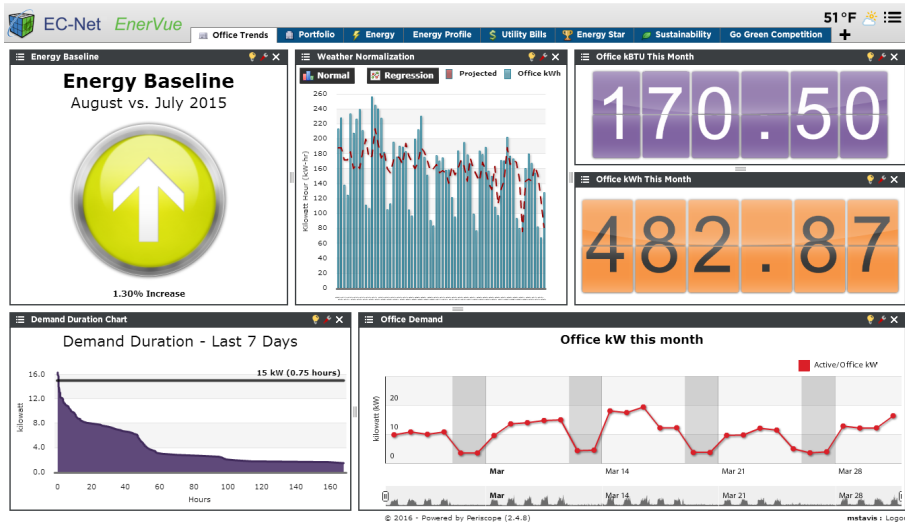 EC-Net EnerVue
51°F
Office Trends Portfolio Energy Energy Profile Utility Bills Energy Star Sustainability Go Green Competition +
Energy Baseline
Energy Baseline
August vs. July 2015
1.30% Increase
Weather Normalization
Normal Regression Projected Office kWh
Kilowatt Hour (kw-hr)
260
240
220
200
180
160
140
120
100
80
60
40
20
0
Office kBTU This Month
170.50
Office kWh This Month
482.87
Demand Duration Chart
Demand Duration - Last 7 Days
15 kW (0.75 hours)
kilowatt
16.0
12.0
8.0
4.0
0.0
0 20 40 60 80 100 120 140 160
Hours
Office Demand
Office kW this month
Active/Office kW
kilowatt (kW)
20
10
0
Mar Mar 14 Mar 21 Mar 28
Mar Mar 14 Mar 21 Mar 28
© 2016 - Powered by Periscope (2.4.8)
mstavis : Logou